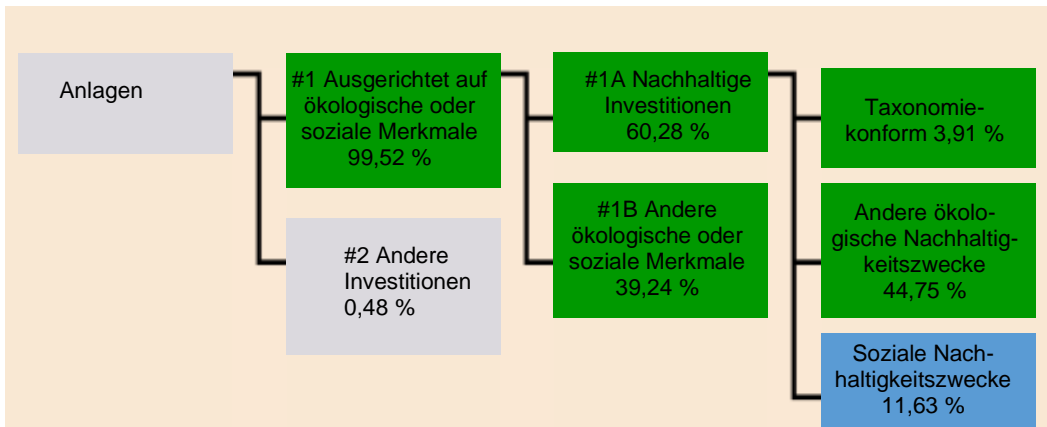 Anlagen
#1 Ausgerichtet auf
ökologische oder
soziale Merkmale
99,52 %
#2 Andere
Investitionen
0,48 %
#1A Nachhaltige
Investitionen
60,28 %
#1B Andere
ökologische oder
soziale Merkmale
39,24 %
Taxonomie-
konform 3,91 %
Andere ökolo-
gische Nachhaltig-
keitszwecke
44,75 %
Soziale Nach-
haltigkeitszwecke
11,63 %